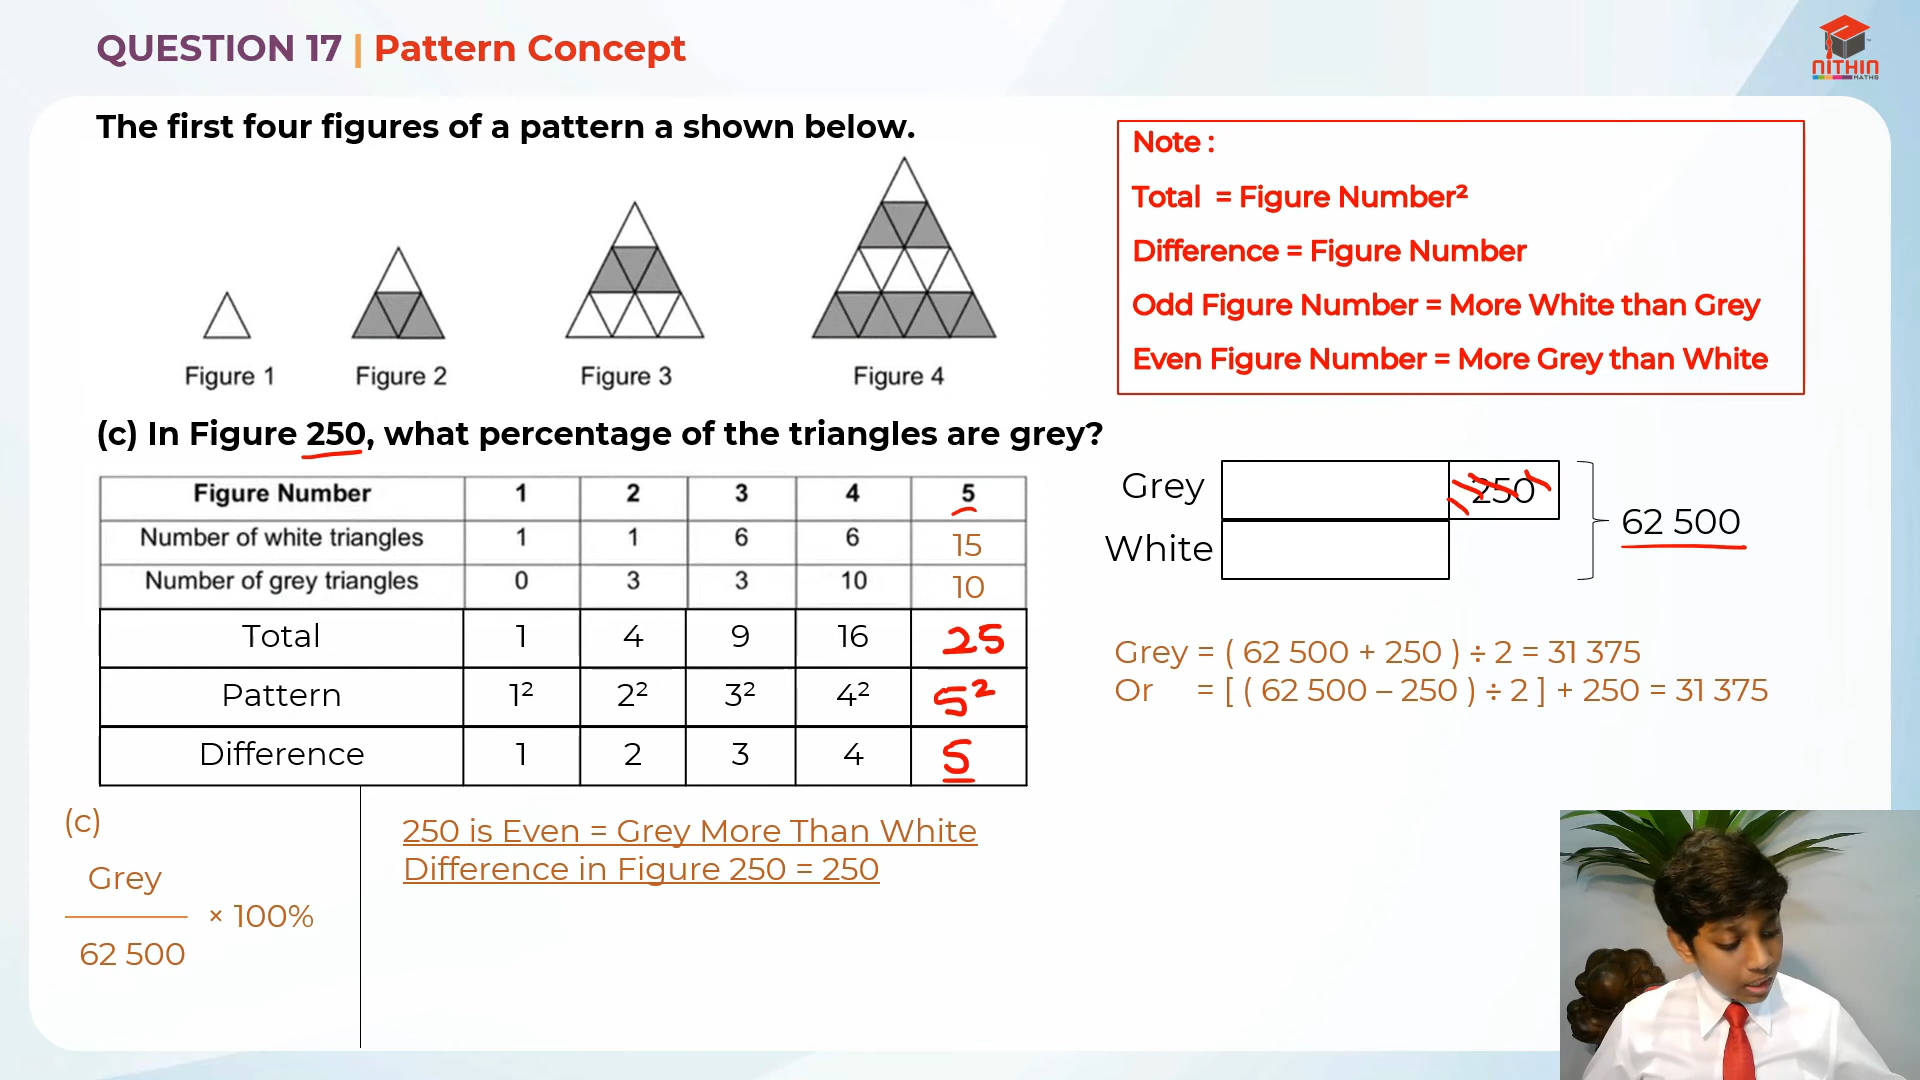 QUESTION 17 | Pattern Concept
NITHIN
MATHS
The first four figures of a pattern a shown below.
Figure 1 Figure 2 Figure 3 Figure 4
Note :
Total = Figure Number²
Difference = Figure Number
Odd Figure Number = More White than Grey
Even Figure Number = More Grey than White
(c) In Figure 250, what percentage of the triangles are grey?
Figure Number 1 2 3 4 5
Number of white triangles 1 1 6 6 15
Number of grey triangles 0 3 3 10 10
Total 1 4 9 16 25
Pattern 1² 2² 3² 4² 5²
Difference 1 2 3 4 5
Grey 250
White
62 500
Grey = ( 62 500 + 250 ) ÷ 2 = 31 375
Or = [ ( 62 500 – 250 ) ÷ 2 ] + 250 = 31 375
(c)
Grey
62 500
× 100%
250 is Even = Grey More Than White
Difference in Figure 250 = 250